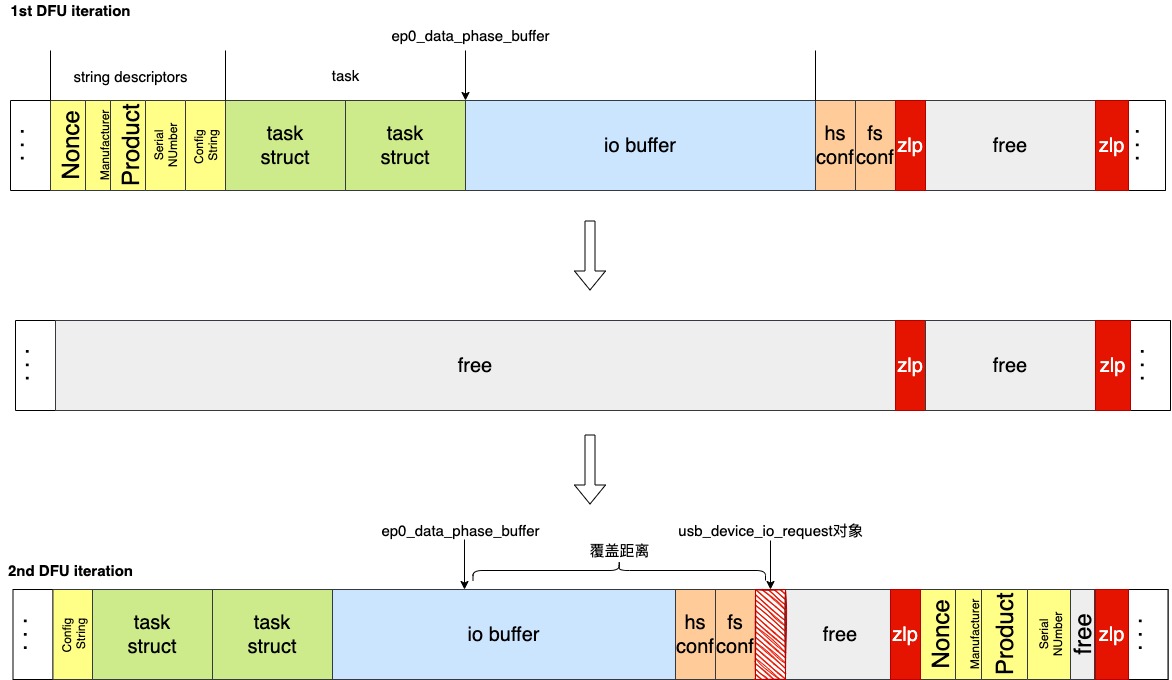 1st DFU iteration
ep0_data_phase_buffer
string descriptors
task
Nonce
Manufacturer
Product
Serial
NUmber
Config
String
task
struct
task
struct
io buffer
hs
conf
fs
conf
zlp
free
zlp
free
zlp
free
zlp
ep0_data_phase_buffer
usb_device_io_request对象
覆盖距离
2nd DFU iteration
Config
String
task
struct
task
struct
io buffer
hs
conf
fs
conf
free
zlp
Nonce
Manufacturer
Product
Serial
NUmber
free
zlp